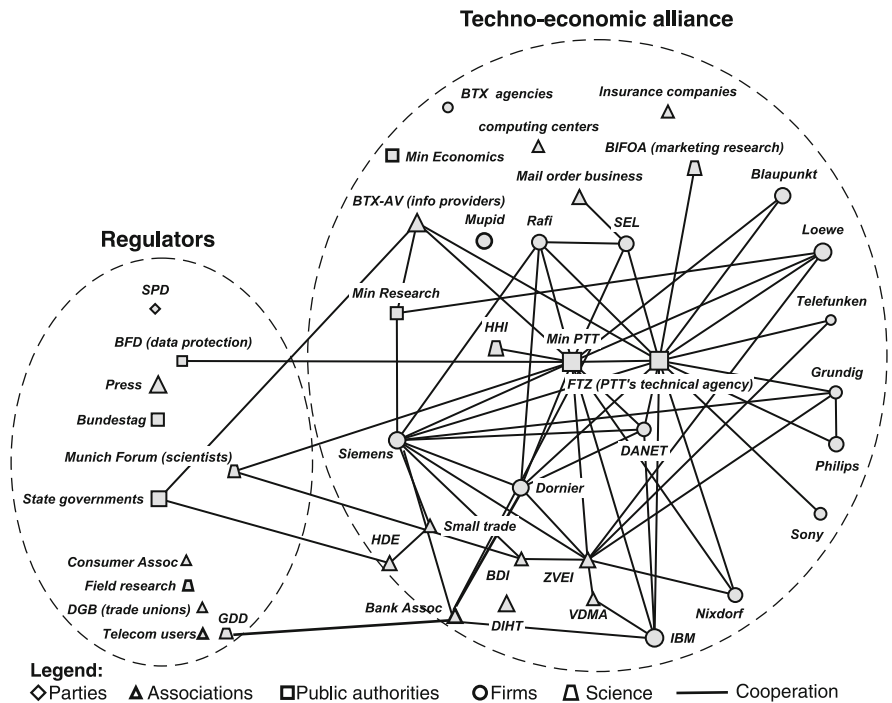 Techno-economic alliance
BTX agencies
Insurance companies
computing centers
Min Economics
BIFOA (marketing research)
Mail order business
Blaupunkt
BTX-AV (info providers)
Mupid
Rafi
SEL
Loewe
Regulators
SPD
Min Research
Telefunken
HHI
Min PTT
BFD (data protection)
Press
FTZ (PTT's technical agency)
Grundig
Bundestag
Munich Forum (scientists)
Siemens
DANET
Philips
State governments
Dornier
Small trade
Sony
HDE
BDI
ZVEI
Consumer Assoc
Field research
DGB (trade unions)
GDD
Bank Assoc
DIHT
VDMA
Nixdorf
Telecom users
IBM
Legend:
Parties Associations Public authorities Firms Science Cooperation